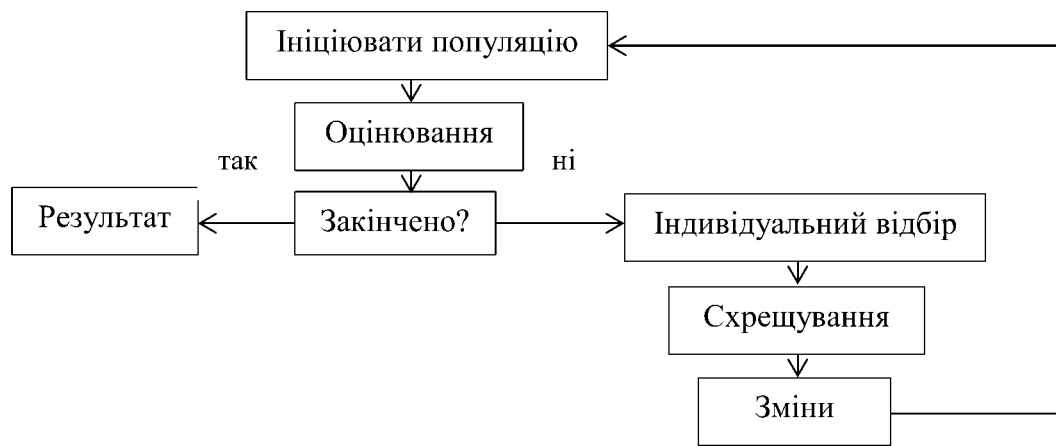 Ініціювати популяцію
Оцінювання
так
ні
Результат
Закінчено?
Індивідуальний відбір
Схрещування
Зміни